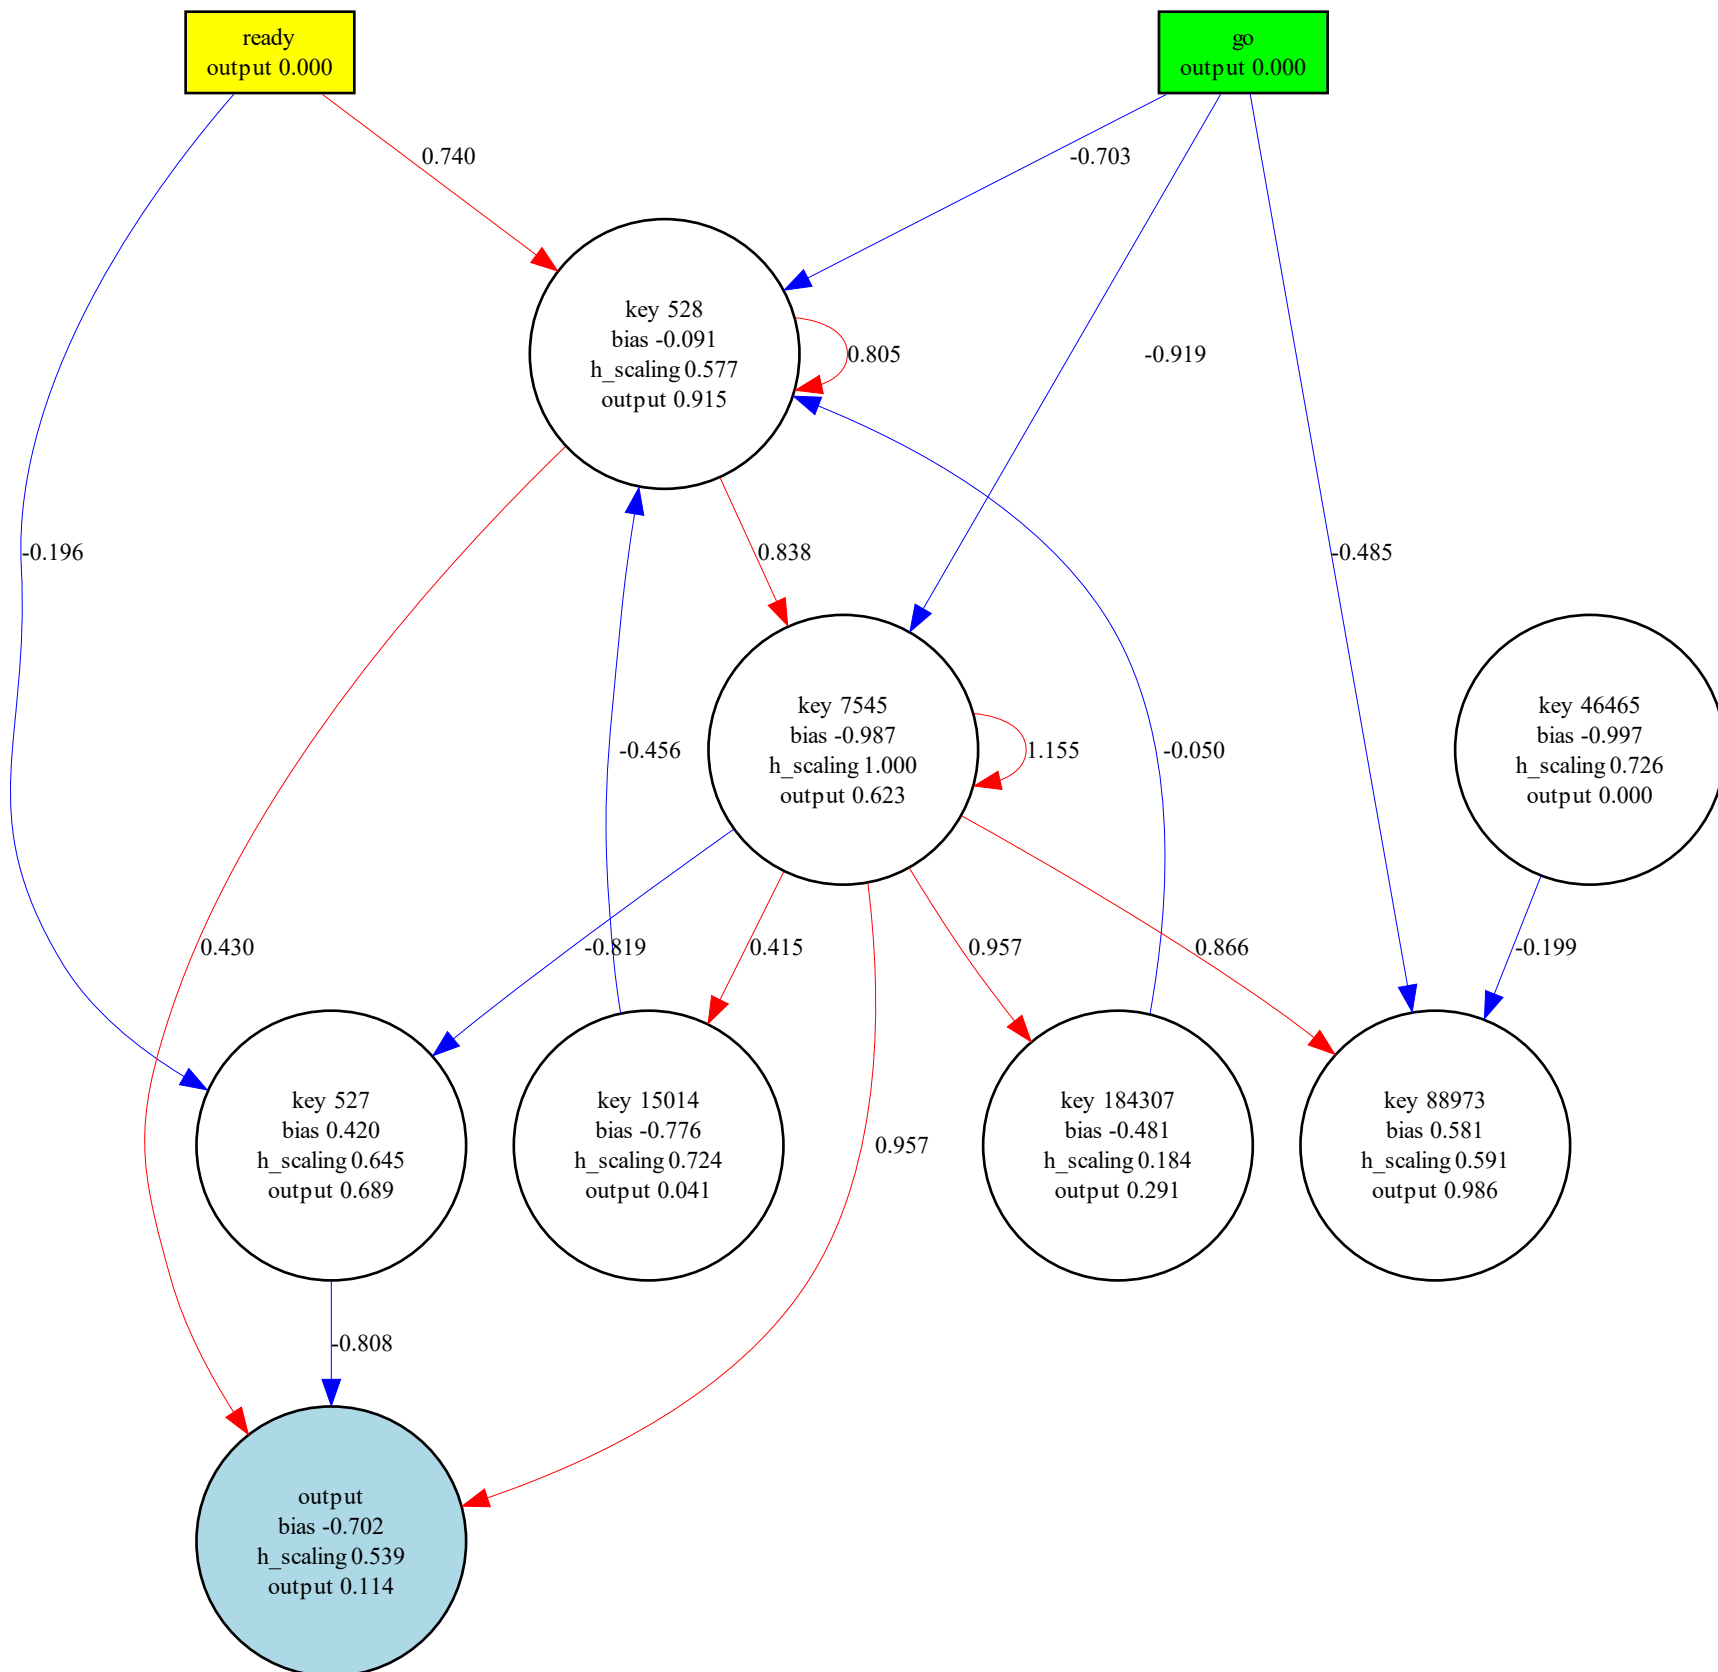 ready
output 0.000
go
output 0.000
0.740
-0.703
key 528
bias -0.091
h_scaling 0.577
output 0.915
0.805
-0.919
-0.196
0.838
-0.485
key 7545
bias -0.987
h_scaling 1.000
output 0.623
1.155
-0.456
-0.050
key 46465
bias -0.997
h_scaling 0.726
output 0.000
0.430
-0.819
0.415
0.957
0.866
-0.199
key 527
bias 0.420
h_scaling 0.645
output 0.689
key 15014
bias -0.776
h_scaling 0.724
output 0.041
0.957
key 184307
bias -0.481
h_scaling 0.184
output 0.291
key 88973
bias 0.581
h_scaling 0.591
output 0.986
-0.808
output
bias -0.702
h_scaling 0.539
output 0.114